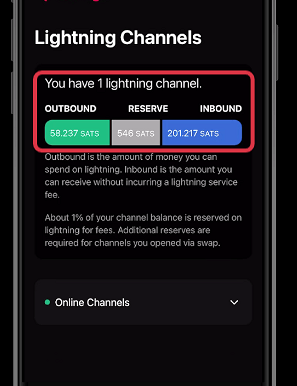 Lightning Channels
You have 1 lightning channel.
OUTBOUND RESERVE INBOUND
58.237 SATS 546 SATS 201.217 SATS
Outbound is the amount of money you can
spend on lightning. Inbound is the amount you
can receive without incurring a lightning service
fee.
About 1% of your channel balance is reserved on
lightning for fees. Additional reserves are
required for channels you opened via swap.
Online Channels